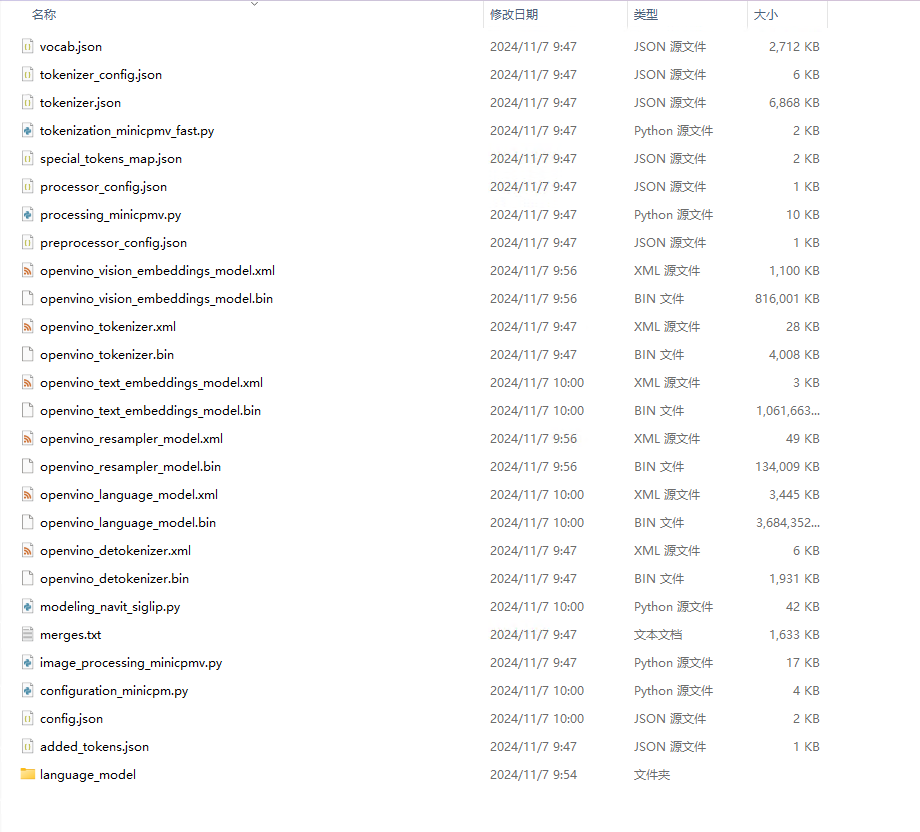 名称 修改日期 类型 大小
vocab.json 2024/11/7 9:47 JSON 源文件 2,712 KB
tokenizer_config.json 2024/11/7 9:47 JSON 源文件 6 KB
tokenizer.json 2024/11/7 9:47 JSON 源文件 6,868 KB
tokenization_minicpmv_fast.py 2024/11/7 9:47 Python 源文件 2 KB
special_tokens_map.json 2024/11/7 9:47 JSON 源文件 2 KB
processor_config.json 2024/11/7 9:47 JSON 源文件 1 KB
processing_minicpmv.py 2024/11/7 9:47 Python 源文件 10 KB
preprocessor_config.json 2024/11/7 9:47 JSON 源文件 1 KB
openvino_vision_embeddings_model.xml 2024/11/7 9:56 XML 源文件 1,100 KB
openvino_vision_embeddings_model.bin 2024/11/7 9:56 BIN 文件 816,001 KB
openvino_tokenizer.xml 2024/11/7 9:47 XML 源文件 28 KB
openvino_tokenizer.bin 2024/11/7 9:47 BIN 文件 4,008 KB
openvino_text_embeddings_model.xml 2024/11/7 10:00 XML 源文件 3 KB
openvino_text_embeddings_model.bin 2024/11/7 10:00 BIN 文件 1,061,663...
openvino_resampler_model.xml 2024/11/7 9:56 XML 源文件 49 KB
openvino_resampler_model.bin 2024/11/7 9:56 BIN 文件 134,009 KB
openvino_language_model.xml 2024/11/7 10:00 XML 源文件 3,445 KB
openvino_language_model.bin 2024/11/7 10:00 BIN 文件 3,684,352...
openvino_detokenizer.xml 2024/11/7 9:47 XML 源文件 6 KB
openvino_detokenizer.bin 2024/11/7 9:47 BIN 文件 1,931 KB
modeling_navit_siglip.py 2024/11/7 10:00 Python 源文件 42 KB
merges.txt 2024/11/7 9:47 文本文档 1,633 KB
image_processing_minicpmv.py 2024/11/7 9:47 Python 源文件 17 KB
configuration_minicpm.py 2024/11/7 10:00 Python 源文件 4 KB
config.json 2024/11/7 10:00 JSON 源文件 2 KB
added_tokens.json 2024/11/7 9:47 JSON 源文件 1 KB
language_model 2024/11/7 9:54 文件夹